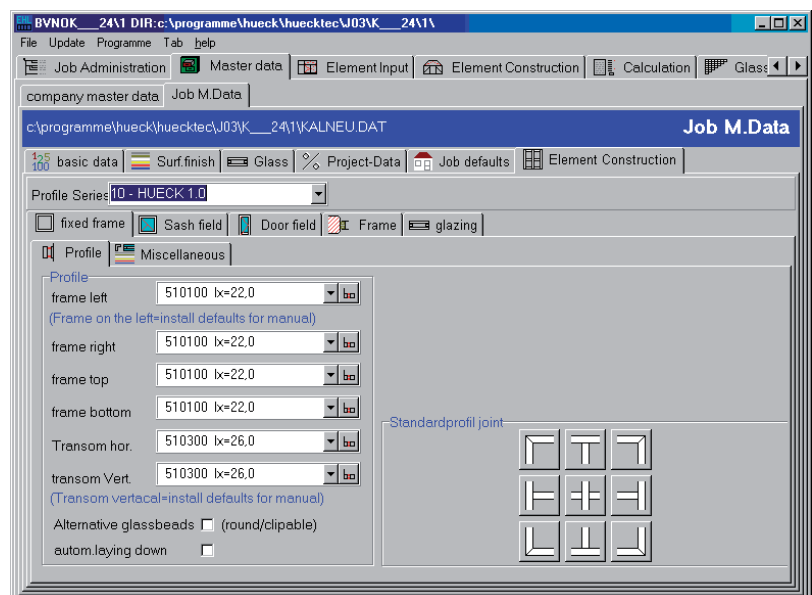 BVNOK___24\1 DIR:c:\programme\hueck\huecktec\J03\K___24\1\
File Update Programme Tab help
Job Administration Master data Element Input Element Construction Calculation Glass
company master data Job M.Data
c:\programme\hueck\huecktec\J03\K___24\1\KALNEU.DAT Job M.Data
125 100 basic data Surf.finish Glass % Project-Data Job defaults Element Construction
Profile Series 10 - HUECK 1.0
fixed frame Sash field Door field Frame glazing
Profile Miscellaneous
Profile
frame left 510100 lx=22,0
(Frame on the left=install defaults for manual)
frame right 510100 lx=22,0
frame top 510100 lx=22,0
frame bottom 510100 lx=22,0
Transom hor. 510300 lx=26,0
transom Vert. 510300 lx=26,0
(Transom vertacal=install defaults for manual)
Alternative glassbeads (round/clipable)
autom.laying down
Standardprofil joint